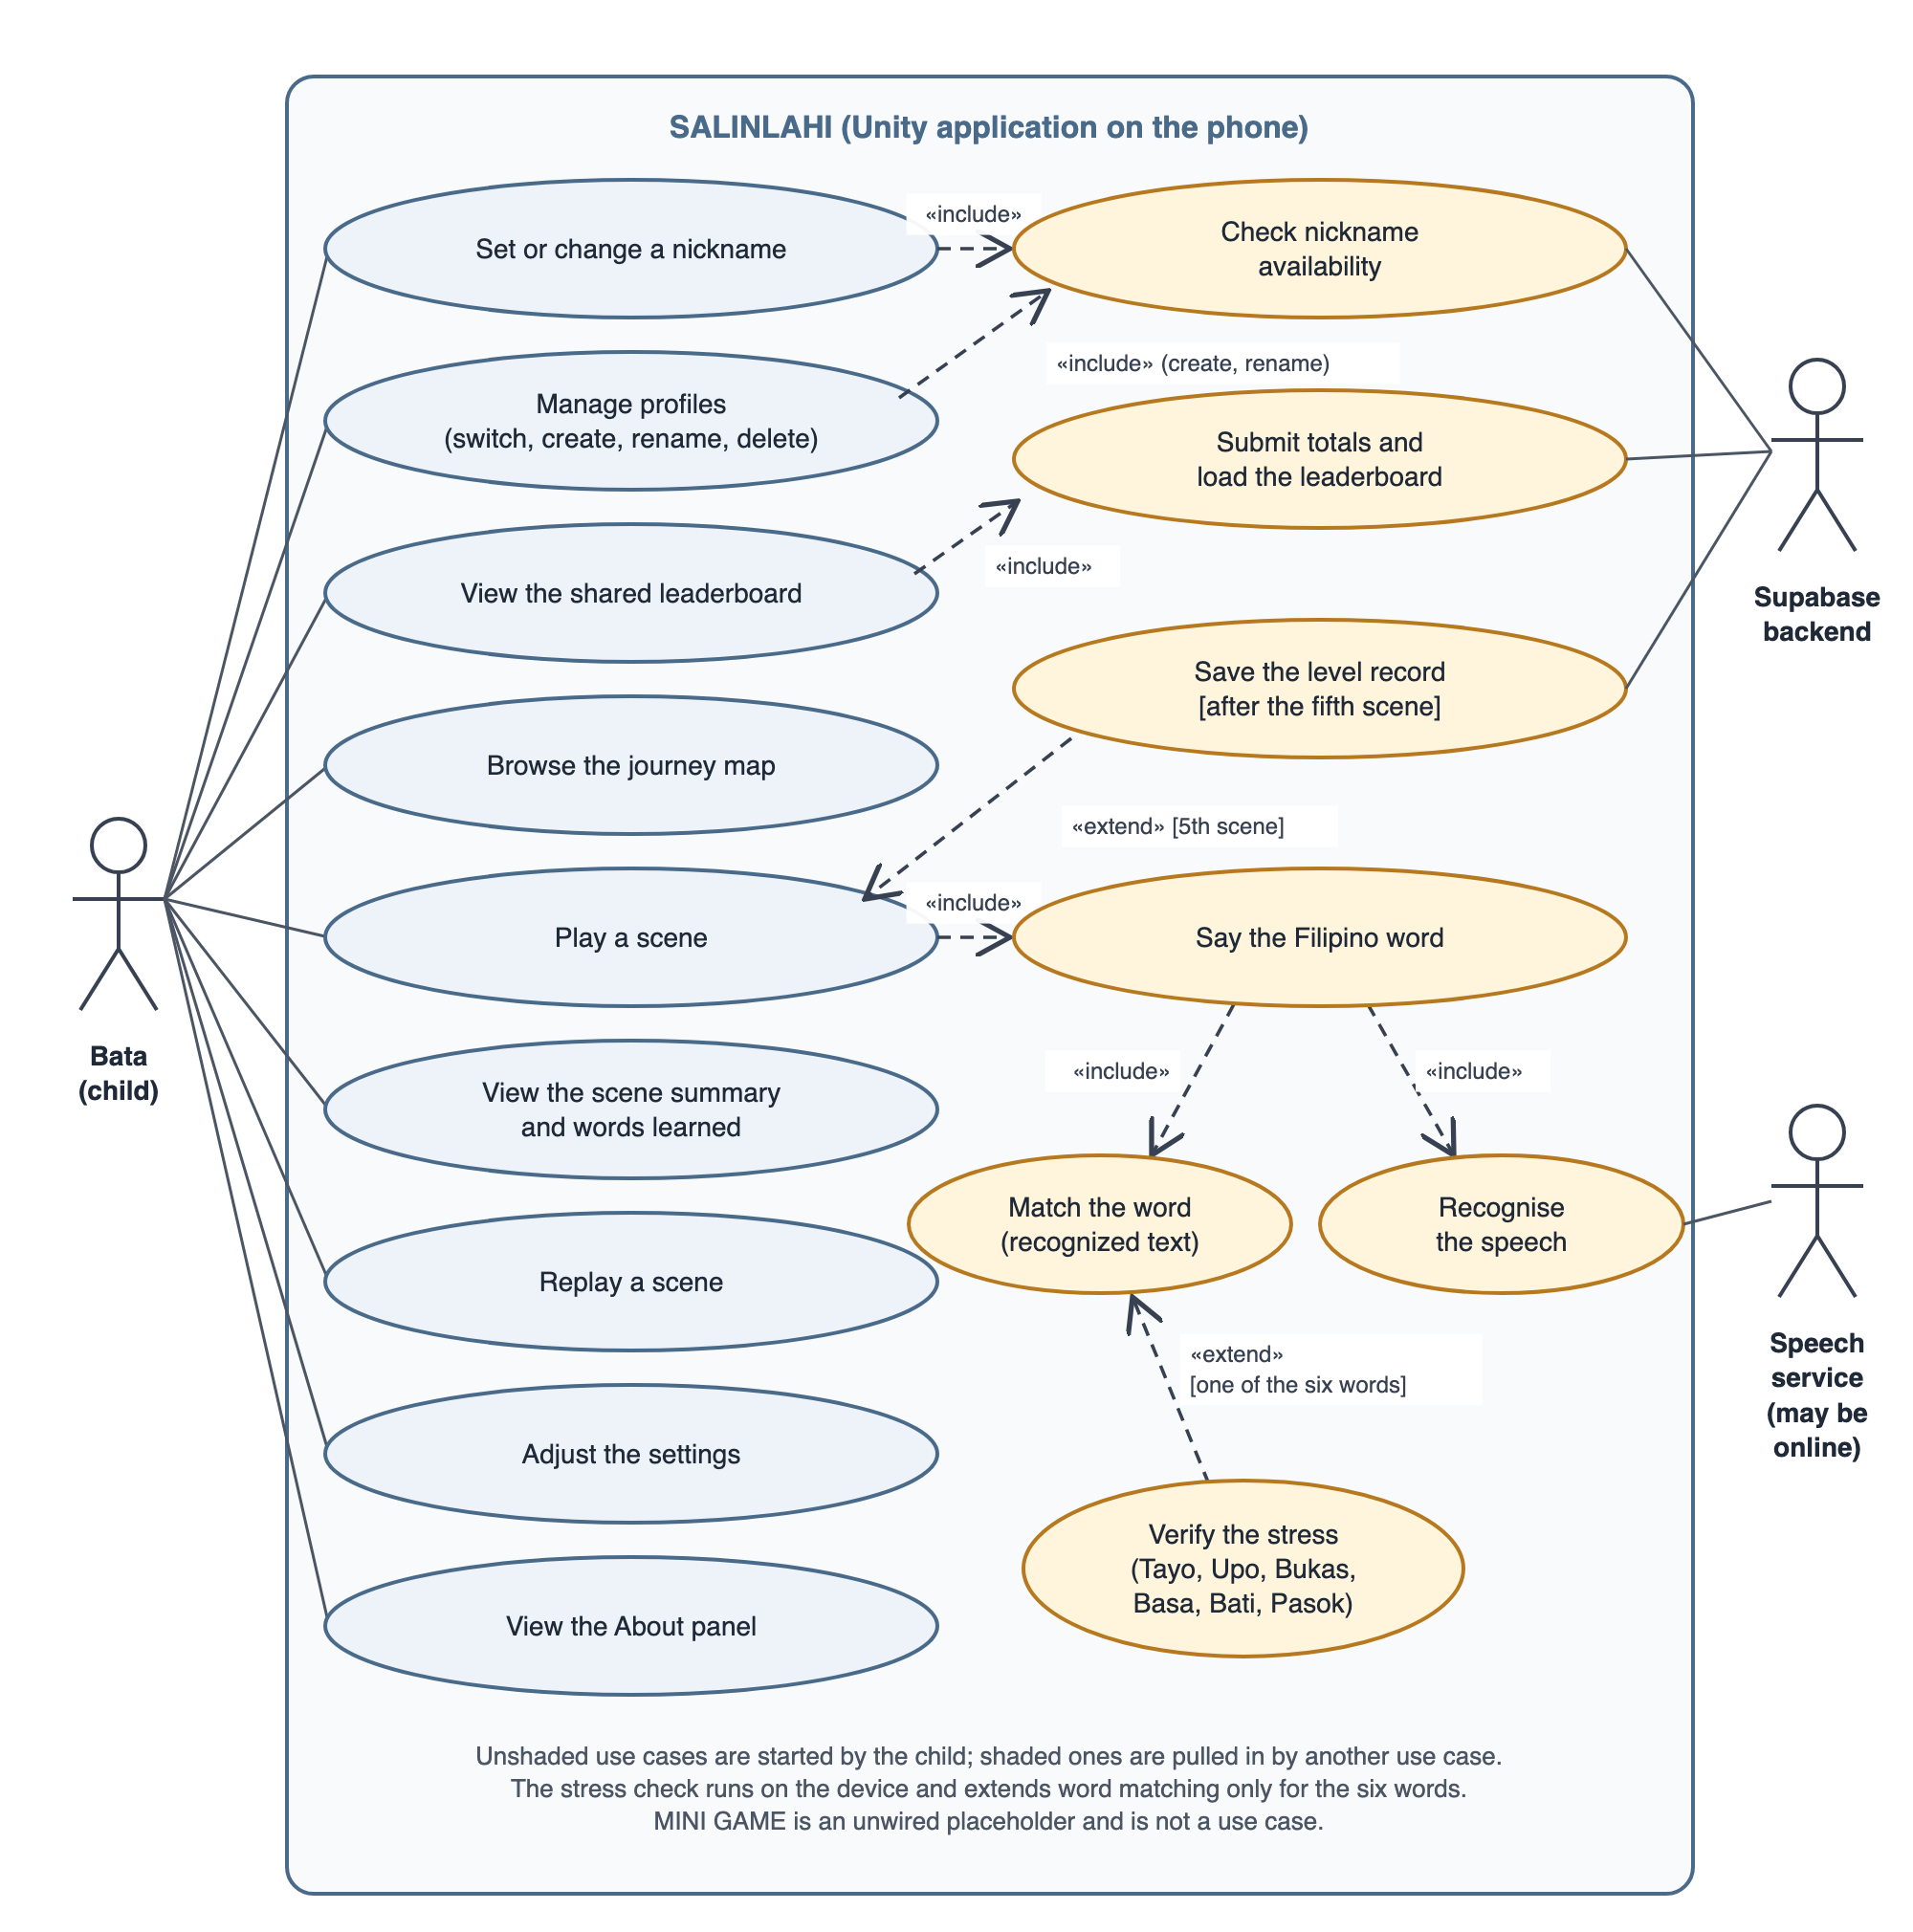 SALINLAHI (Unity application on the phone)
Set or change a nickname
«include»
Check nickname
availability
Manage profiles
(switch, create, rename, delete)
«include» (create, rename)
Submit totals and
load the leaderboard
View the shared leaderboard
«include»
Supabase
backend
Save the level record
[after the fifth scene]
Browse the journey map
«extend» [5th scene]
Play a scene
«include»
Say the Filipino word
Bata
(child)
View the scene summary
and words learned
«include»
«include»
Match the word
(recognized text)
Recognise
the speech
Replay a scene
«extend»
[one of the six words]
Speech
service
(may be
online)
Adjust the settings
Verify the stress
(Tayo, Upo, Bukas,
Basa, Bati, Pasok)
View the About panel
Unshaded use cases are started by the child; shaded ones are pulled in by another use case.
The stress check runs on the device and extends word matching only for the six words.
MINI GAME is an unwired placeholder and is not a use case.